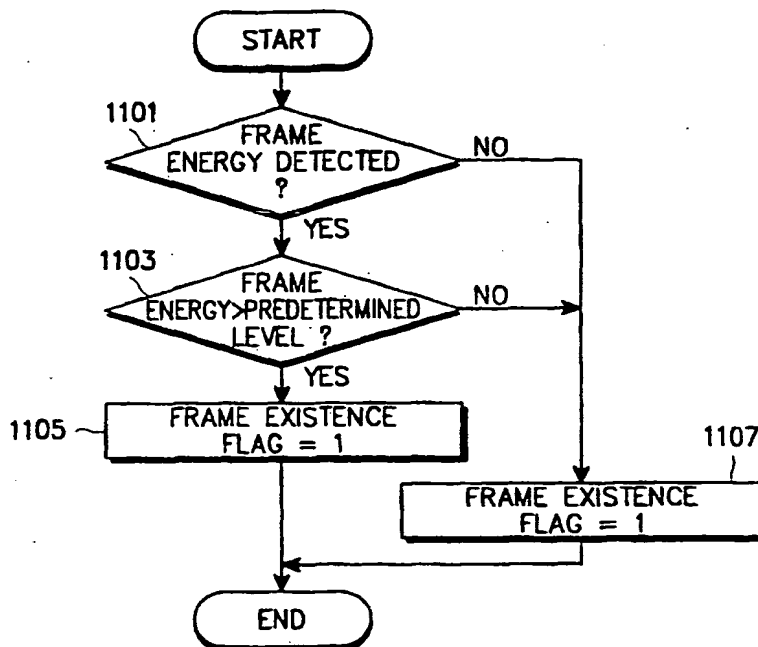 START
1101
FRAME
ENERGY DETECTED
?
NO
YES
1103
FRAME
ENERGY>PREDETERMINED
LEVEL ?
NO
YES
1105
FRAME EXISTENCE
FLAG = 1
1107
FRAME EXISTENCE
FLAG = 1
END